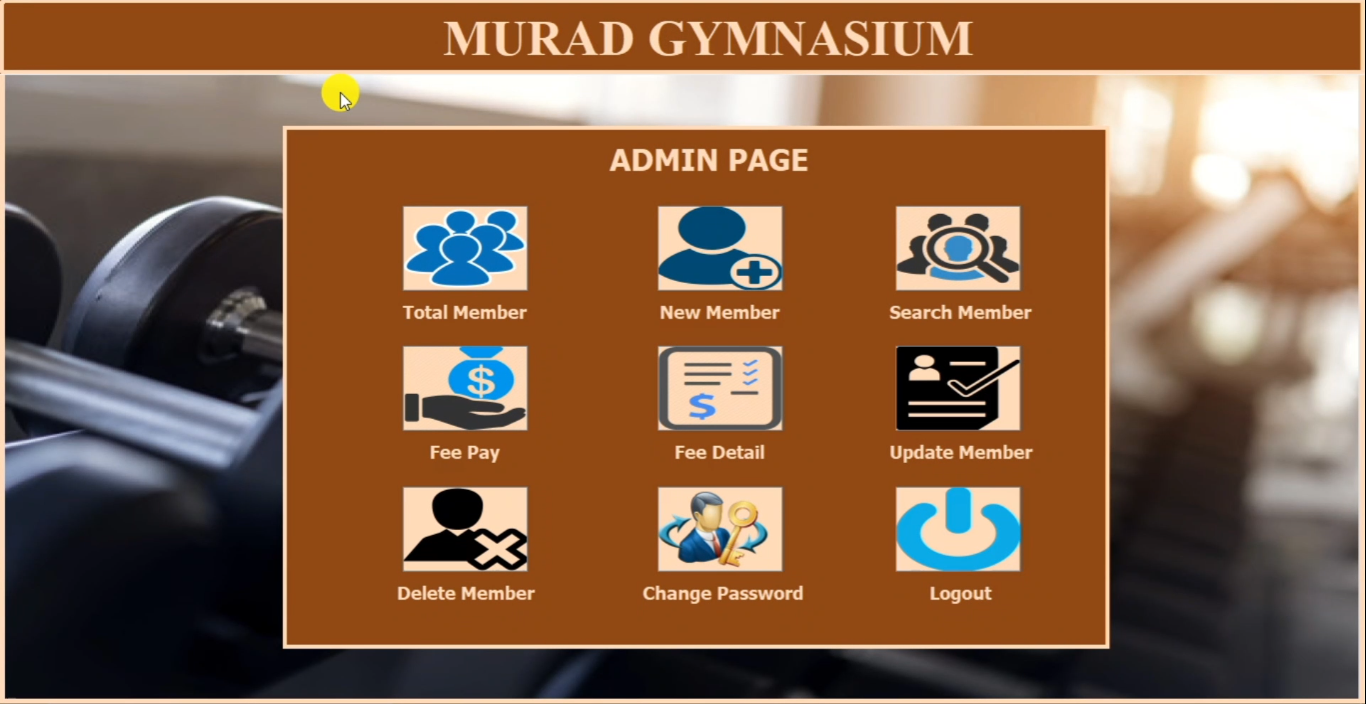 MURAD GYMNASIUM
ADMIN PAGE
Total Member
New Member
Search Member
$
$
Fee Pay
Fee Detail
Update Member
Delete Member
Change Password
Logout